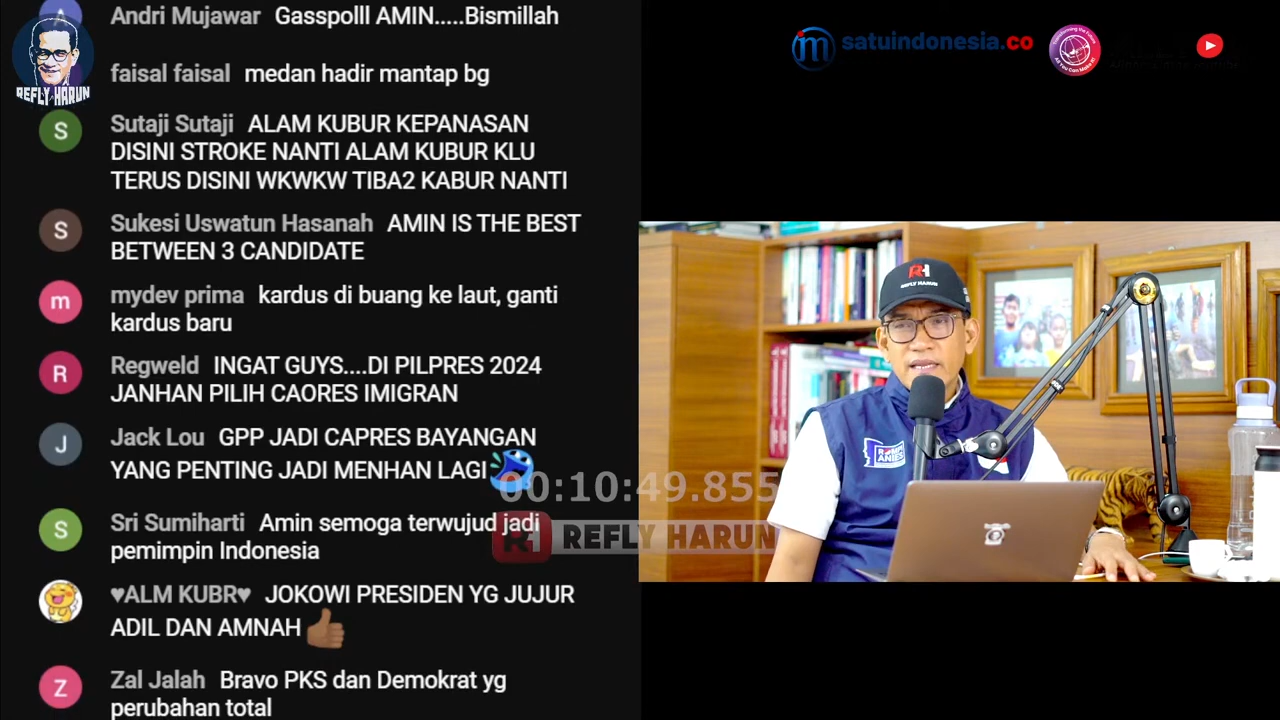 Andri Mujawar Gasspolll AMIN.....Bismillah
REFLY HARUN
faisal faisal medan hadir mantap bg
S
Sutaji Sutaji ALAM KUBUR KEPANASAN
DISINI STROKE NANTI ALAM KUBUR KLU
TERUS DISINI WKWKW TIBA2 KABUR NANTI
S
Sukesi Uswatun Hasanah AMIN IS THE BEST
BETWEEN 3 CANDIDATE
m
mydev prima kardus di buang ke laut, ganti
kardus baru
R
Regweld INGAT GUYS....DI PILPRES 2024
JANHAN PILIH CAORES IMIGRAN
J
Jack Lou GPP JADI CAPRES BAYANGAN
YANG PENTING JADI MENHAN LAGI
S
Sri Sumiharti Amin semoga terwujud jadi
pemimpin Indonesia
♥ALM KUBR♥ JOKOWI PRESIDEN YG JUJUR
ADIL DAN AMNAH
Z
Zal Jalah Bravo PKS dan Demokrat yg
perubahan total
satuindonesia.co
RH
REFLY HARUN
00:10:49.855
RH REFLY HARUN